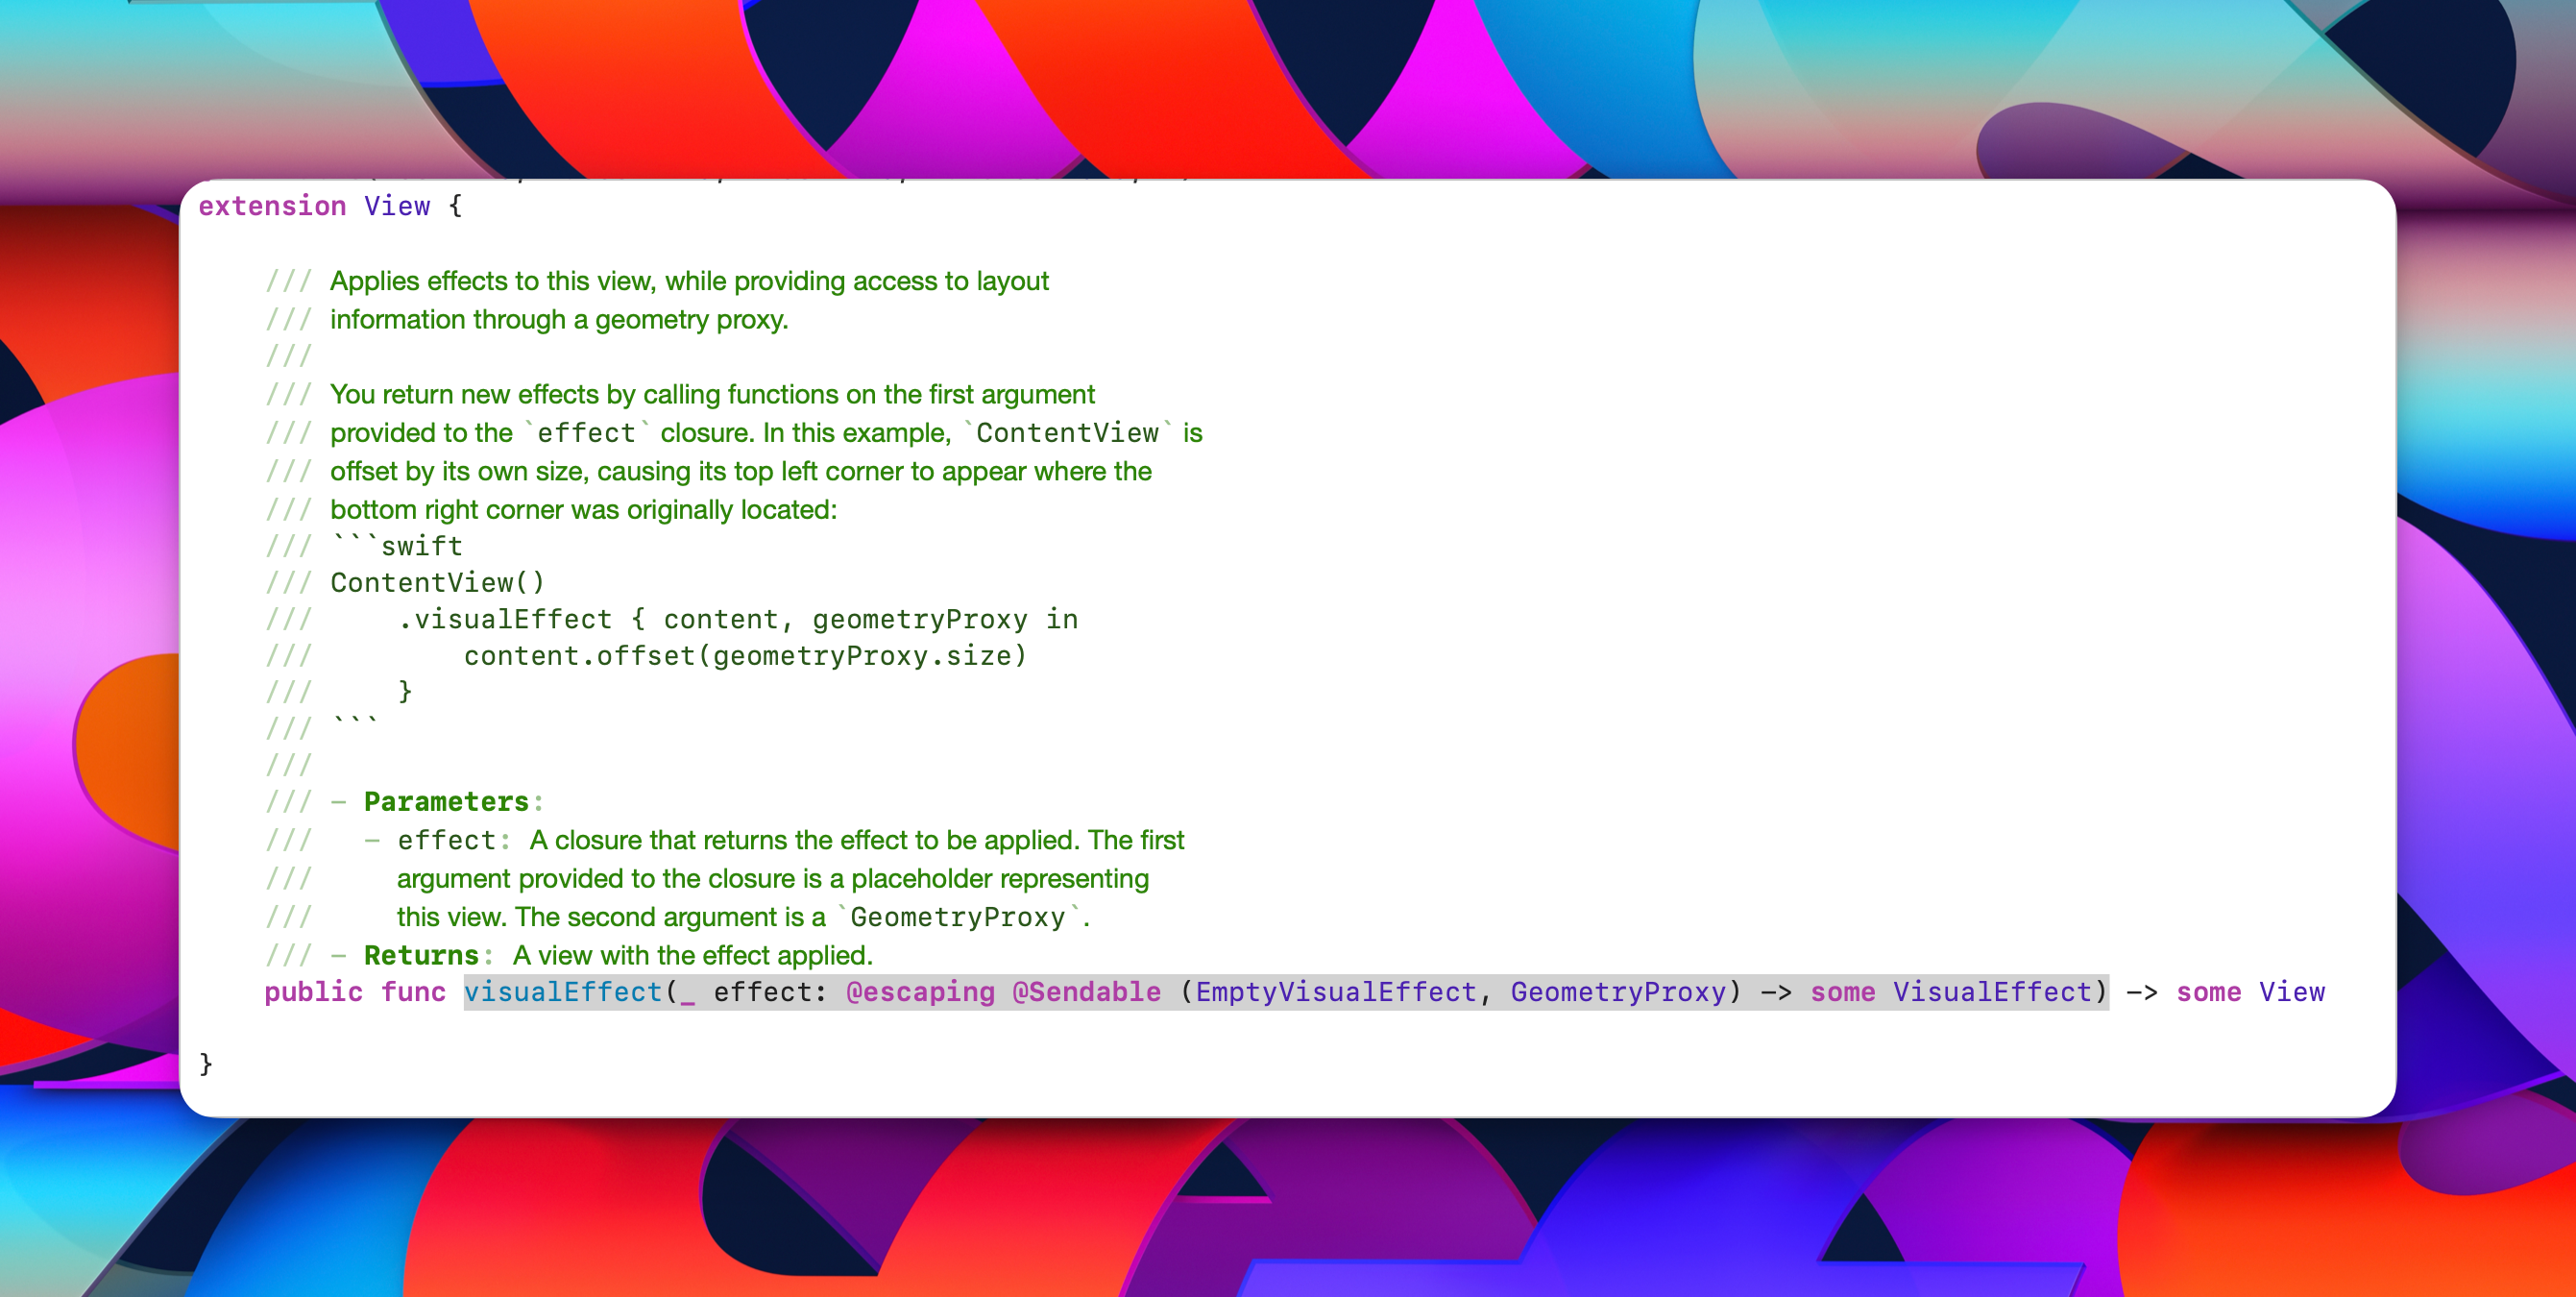 extension View {
/// Applies effects to this view, while providing access to layout
/// information through a geometry proxy.
///
/// You return new effects by calling functions on the first argument
/// provided to the `effect` closure. In this example, `ContentView` is
/// offset by its own size, causing its top left corner to appear where the
/// bottom right corner was originally located:
/// ```swift
/// ContentView()
///     .visualEffect { content, geometryProxy in
///         content.offset(geometryProxy.size)
///     }
/// ```
///
/// - Parameters:
///   - effect: A closure that returns the effect to be applied. The first
///     argument provided to the closure is a placeholder representing
///     this view. The second argument is a `GeometryProxy`.
/// - Returns: A view with the effect applied.
public func visualEffect(_ effect: @escaping @Sendable (EmptyVisualEffect, GeometryProxy) -> some VisualEffect) -> some View
}